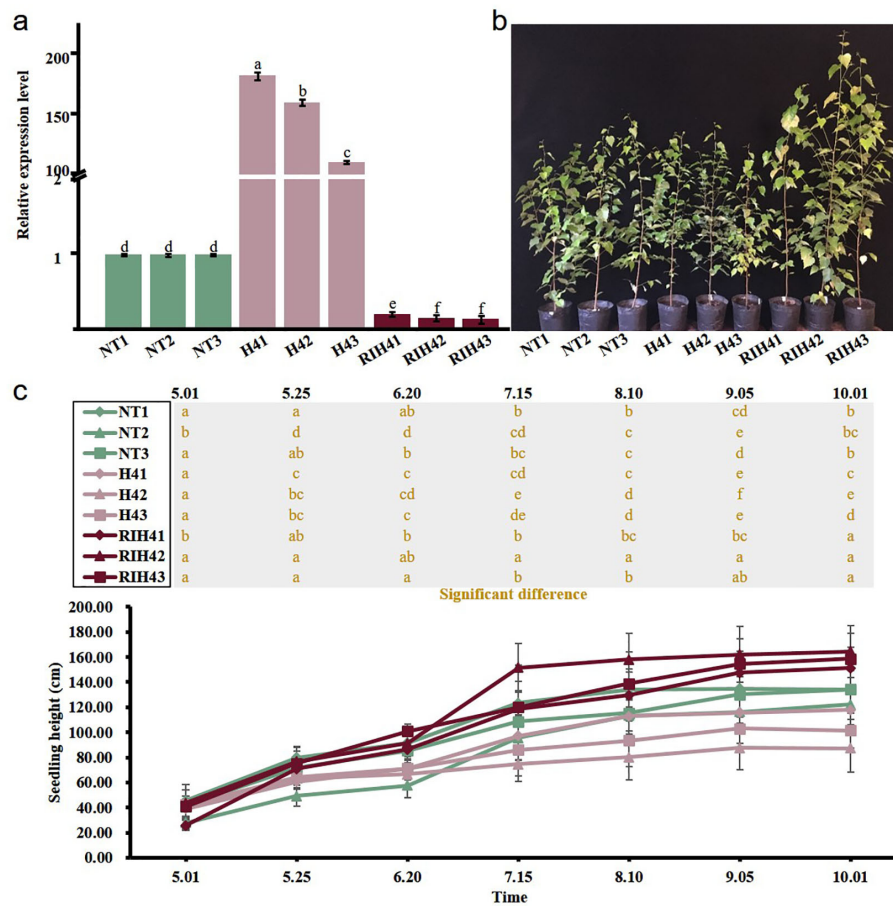 a
b
Relative expression level
200
150
100
2
1
a
b
c
d d d
e f f
NT1 NT2 NT3 H41 H42 H43 RIH41 RIH42 RIH43
NT1 NT2 NT3 H41 H42 H43 RIH41 RIH42 RIH43
c
5.01 5.25 6.20 7.15 8.10 9.05 10.01
NT1 a a ab b b cd b
NT2 b d d cd c e bc
NT3 a ab b bc c d b
H41 a c c cd c e c
H42 a bc cd e d f e
H43 a bc c de d e d
RIH41 b ab b b bc bc a
RIH42 a a ab a a a a
RIH43 a a a b b ab a
Significant difference
Seedling height (cm)
200.00
180.00
160.00
140.00
120.00
100.00
80.00
60.00
40.00
20.00
0.00
5.01 5.25 6.20 7.15 8.10 9.05 10.01
Time